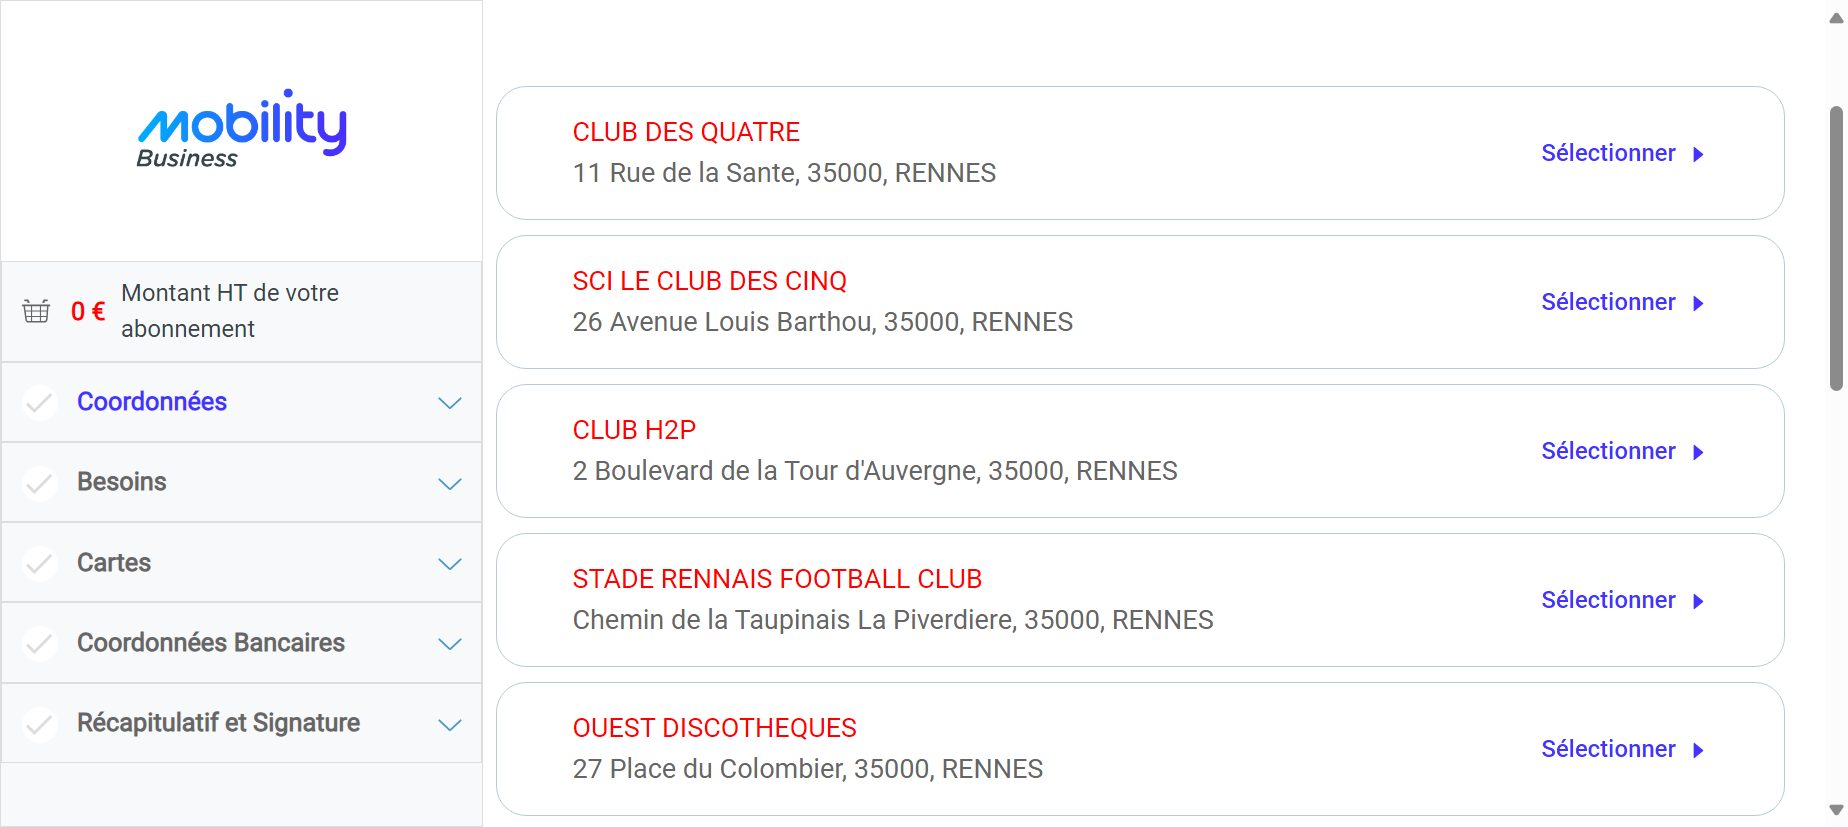 mobility
Business
0 €
Montant HT de votre
abonnement
Coordonnées
Besoins
Cartes
Coordonnées Bancaires
Récapitulatif et Signature
CLUB DES QUATRE
11 Rue de la Sante, 35000, RENNES
Sélectionner
SCI LE CLUB DES CINQ
26 Avenue Louis Barthou, 35000, RENNES
Sélectionner
CLUB H2P
2 Boulevard de la Tour d'Auvergne, 35000, RENNES
Sélectionner
STADE RENNAIS FOOTBALL CLUB
Chemin de la Taupinais La Piverdiere, 35000, RENNES
Sélectionner
OUEST DISCOTHEQUES
27 Place du Colombier, 35000, RENNES
Sélectionner